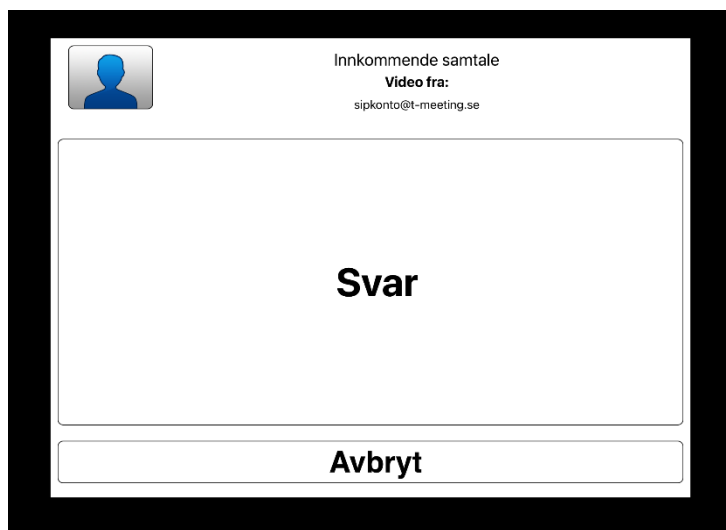 Innkommende samtale
Video fra:
sipkonto@t-meeting.se
Svar
Avbryt